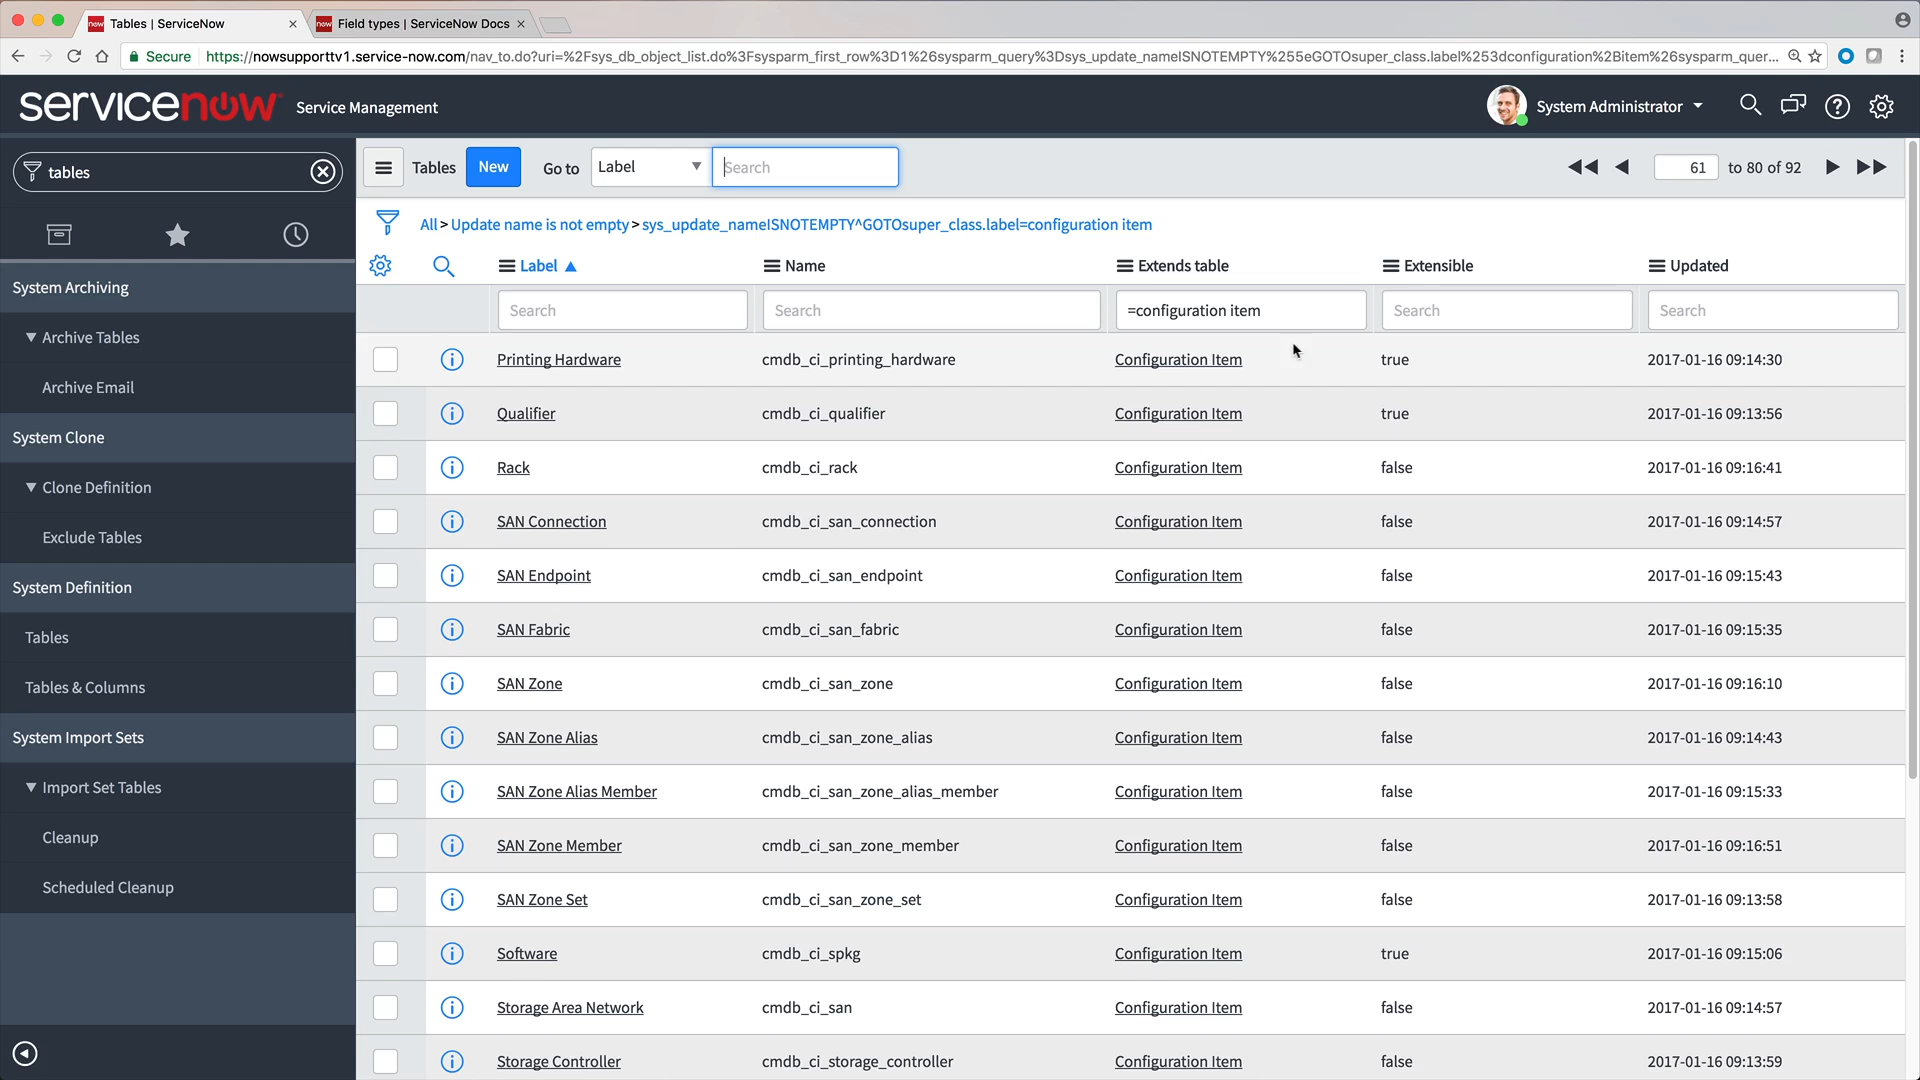 Tables | ServiceNow
Field types | ServiceNow Docs
Secure https://nowsupporttv1.service-now.com/nav_to.do?uri=%2Fsys_db_object_list.do%3Fsysparm_first_row%3D1%26sysparm_query%3Dsys_update_nameISNOTEMPTY%255eGOTOsuper_class.label%253dconfiguration%2Bitem%26sysparm_quer...
servicenow Service Management
System Administrator
tables
Tables New Go to Label Search 61 to 80 of 92
All > Update name is not empty > sys_update_nameISNOTEMPTY^GOTOsuper_class.label=configuration item
Label Name Extends table Extensible Updated
Search Search =configuration item Search Search
System Archiving
Archive Tables
Archive Email
System Clone
Clone Definition
Exclude Tables
System Definition
Tables
Tables & Columns
System Import Sets
Import Set Tables
Cleanup
Scheduled Cleanup
Printing Hardware cmdb_ci_printing_hardware Configuration Item true 2017-01-16 09:14:30
Qualifier cmdb_ci_qualifier Configuration Item true 2017-01-16 09:13:56
Rack cmdb_ci_rack Configuration Item false 2017-01-16 09:16:41
SAN Connection cmdb_ci_san_connection Configuration Item false 2017-01-16 09:14:57
SAN Endpoint cmdb_ci_san_endpoint Configuration Item false 2017-01-16 09:15:43
SAN Fabric cmdb_ci_san_fabric Configuration Item false 2017-01-16 09:15:35
SAN Zone cmdb_ci_san_zone Configuration Item false 2017-01-16 09:16:10
SAN Zone Alias cmdb_ci_san_zone_alias Configuration Item false 2017-01-16 09:14:43
SAN Zone Alias Member cmdb_ci_san_zone_alias_member Configuration Item false 2017-01-16 09:15:33
SAN Zone Member cmdb_ci_san_zone_member Configuration Item false 2017-01-16 09:16:51
SAN Zone Set cmdb_ci_san_zone_set Configuration Item false 2017-01-16 09:13:58
Software cmdb_ci_spkg Configuration Item true 2017-01-16 09:15:06
Storage Area Network cmdb_ci_san Configuration Item false 2017-01-16 09:14:57
Storage Controller cmdb_ci_storage_controller Configuration Item false 2017-01-16 09:13:59